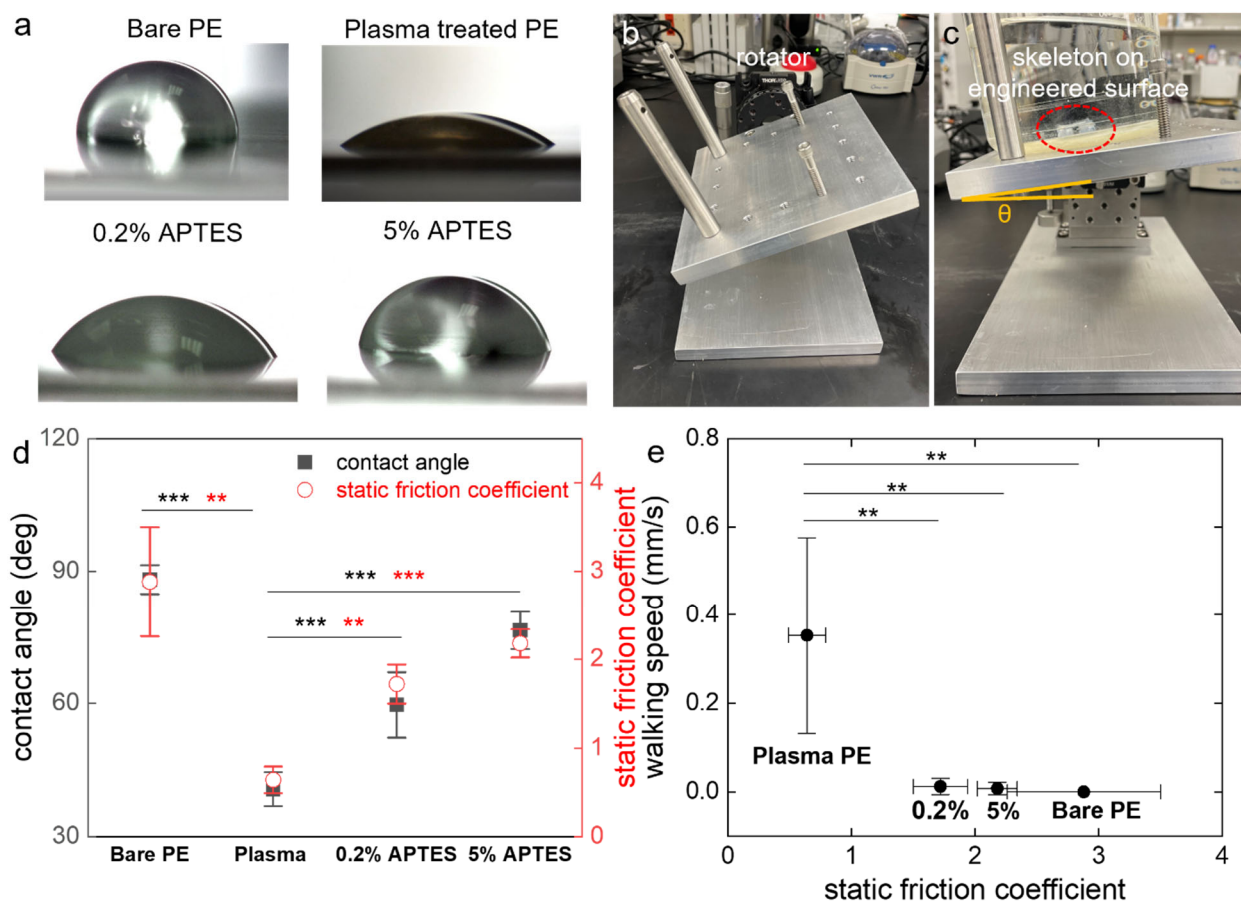 a
Bare PE
Plasma treated PE
0.2% APTES
5% APTES
b
rotator
THORLABS
c
skeleton on
engineered surface
θ
d
contact angle (deg)
120
90
60
30
contact angle
static friction coefficient
*** **
*** ***
*** **
Bare PE
Plasma
0.2% APTES
5% APTES
4
3
2
1
0
static friction coefficient
e
walking speed (mm/s)
0.8
0.6
0.4
0.2
0.0
**
**
**
Plasma PE
0.2%
5%
Bare PE
0
1
2
3
4
static friction coefficient